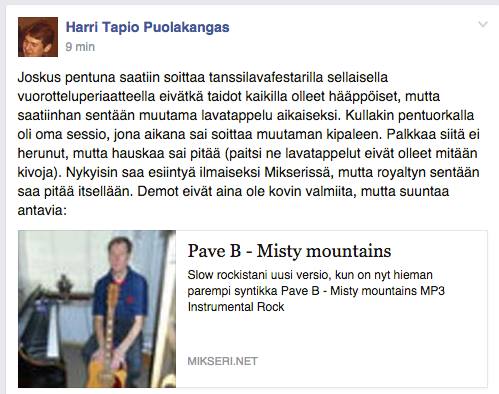 Harri Tapio Puolakangas
9 min
Joskus pentuna saatiin soittaa tanssilavafestarilla sellaisella
vuorotteluperiaatteella eivätkä taidot kaikilla olleet hääppöiset, mutta
saatiinhan sentään muutama lavatappelu aikaiseksi. Kullakin pentuorkalla
oli oma sessio, jona aikana sai soittaa muutaman kipaleen. Palkkaa siitä ei
herunut, mutta hauskaa sai pitää (paitsi ne lavatappelut eivät olleet mitään
kivoja). Nykyisin saa esiintyä ilmaiseksi Mikserissä, mutta royaltyn sentään
saa pitää itsellään. Demot eivät aina ole kovin valmiita, mutta suuntaa
antavia:
Pave B - Misty mountains
Slow rockistani uusi versio, kun on nyt hieman
parempi syntikka Pave B - Misty mountains MP3
Instrumental Rock
MIKSERI.NET